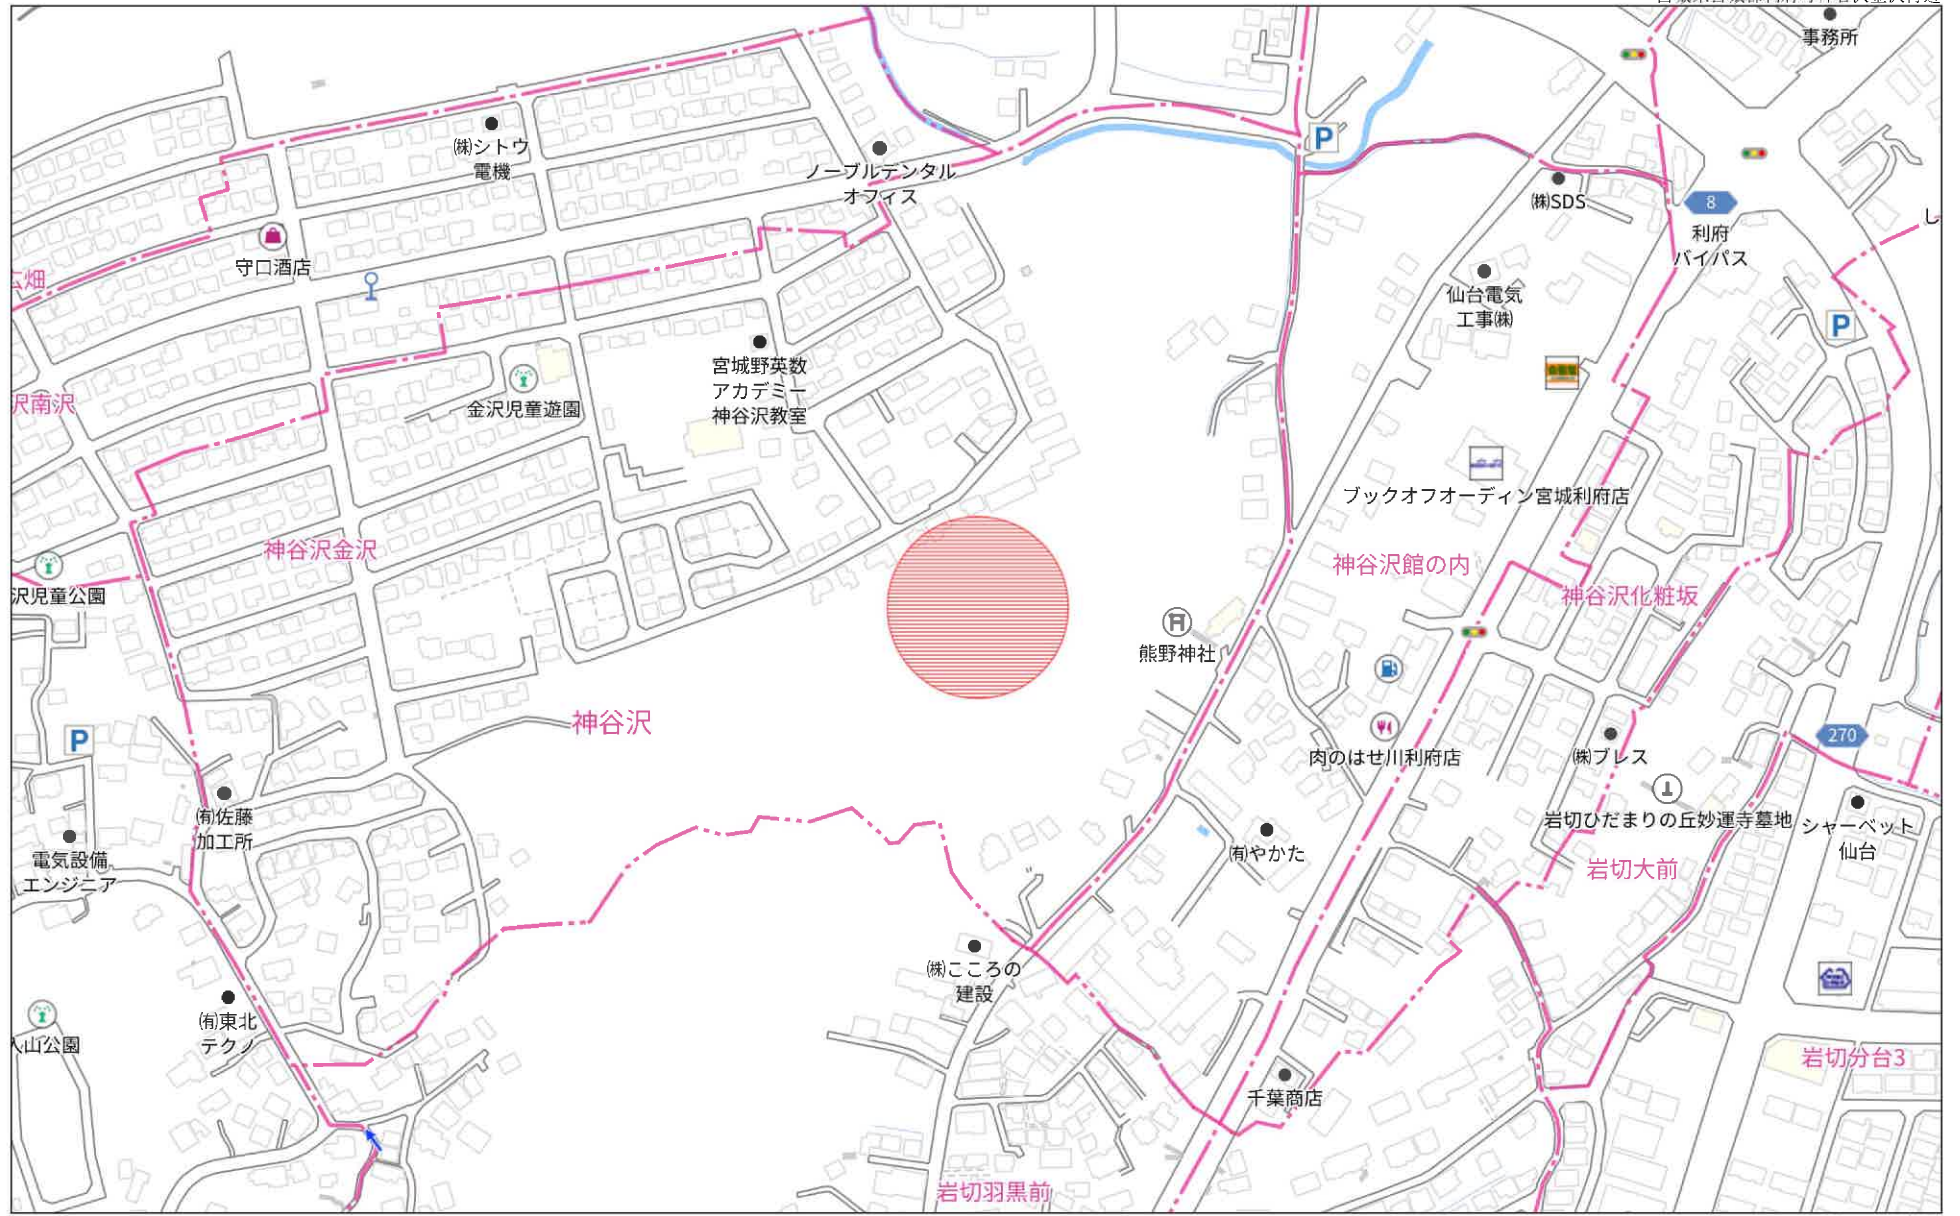 事務所
㈱シトウ
電機
P
ノーブルデンタル
オフィス
㈱SDS
8
利府
バイパス
し
守口酒店
広畑
仙台電気
工事㈱
P
宮城野英数
アカデミー
神谷沢教室
沢南沢
金沢児童遊園
ブックオフオーディン宮城利府店
神谷沢金沢
神谷沢館の内
沢児童公園
神谷沢化粧坂
熊野神社
神谷沢
P
270
肉のはせ川利府店
㈱ブレス
㈲佐藤
加工所
岩切ひだまりの丘妙運寺墓地
シャーベット
仙台
電気設備
エンジニア
㈲やかた
岩切大前
㈱こころの
建設
㈲東北
テクノ
入山公園
岩切分台3
千葉商店
岩切羽黒前